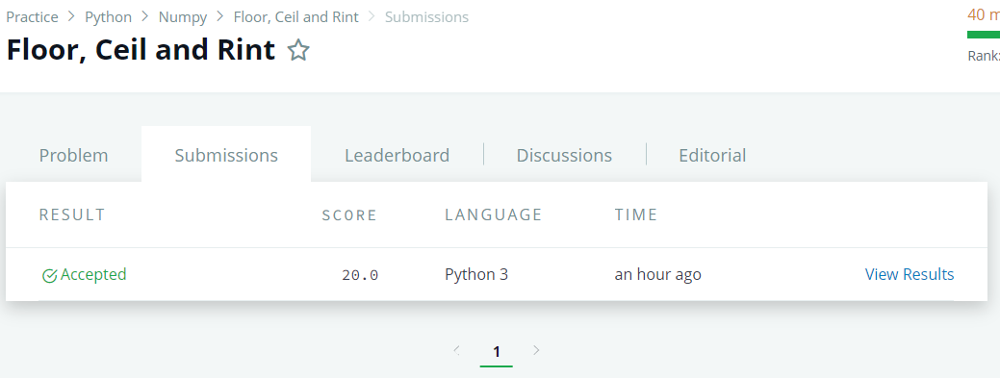 Practice > Python > Numpy > Floor, Ceil and Rint > Submissions
40 m
Floor, Ceil and Rint
Rank:
Problem Submissions Leaderboard Discussions Editorial
RESULT SCORE LANGUAGE TIME
Accepted 20.0 Python 3 an hour ago View Results
< 1 >